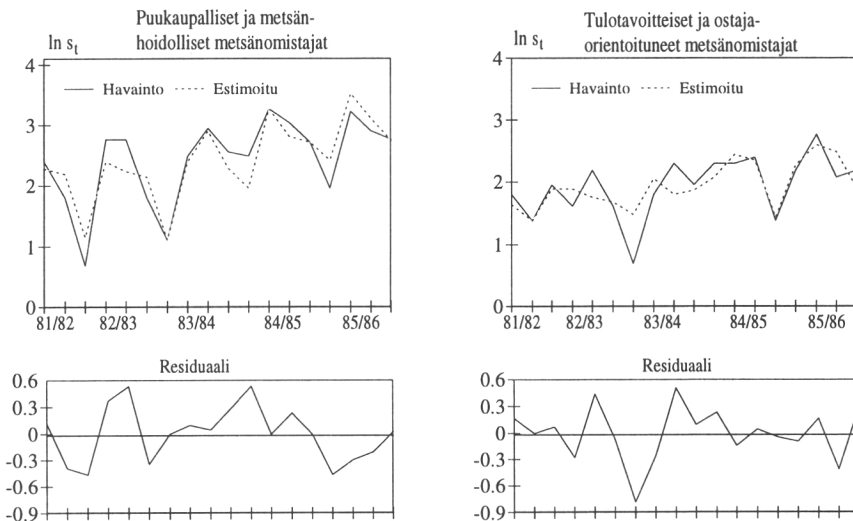 Puukaupalliset ja metsän-
hoidolliset metsänomistajat
ln st
4
3
2
1
0
Havainto
Estimoitu
81/82 82/83 83/84 84/85 85/86
Residuaali
0.6
0.3
0
-0.3
-0.6
-0.9
Tulotavoitteiset ja ostaja-
orientoituneet metsänomistajat
ln st
4
3
2
1
0
Havainto
Estimoitu
81/82 82/83 83/84 84/85 85/86
Residuaali
0.6
0.3
0
-0.3
-0.6
-0.9